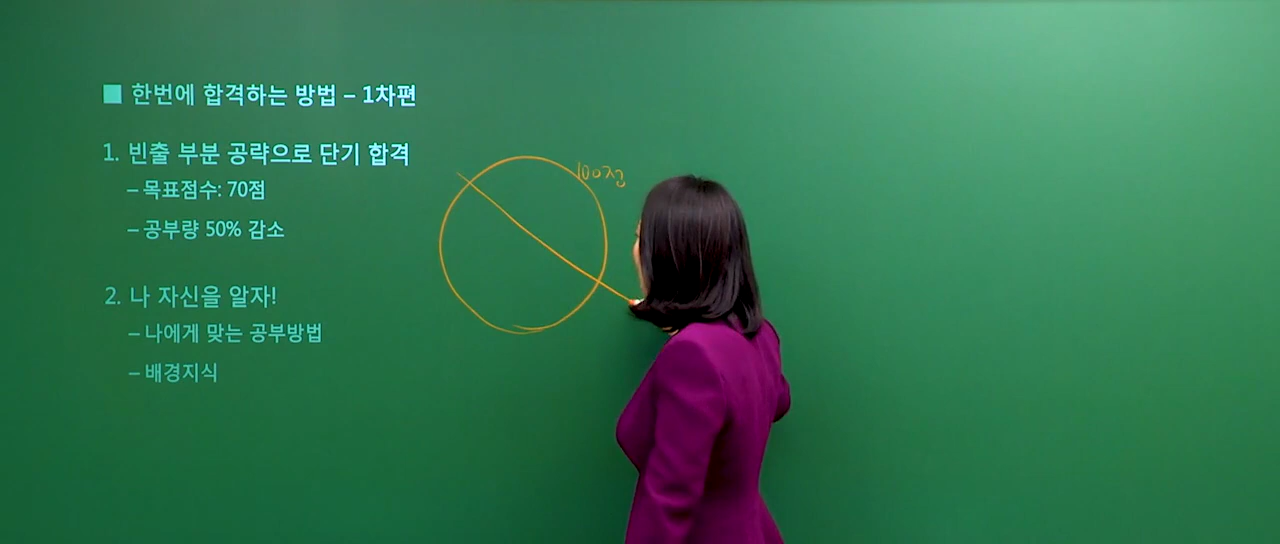 ■ 한번에 합격하는 방법 – 1차편
1. 빈출 부분 공략으로 단기 합격
– 목표점수: 70점
– 공부량 50% 감소
100점
2. 나 자신을 알자!
– 나에게 맞는 공부방법
– 배경지식